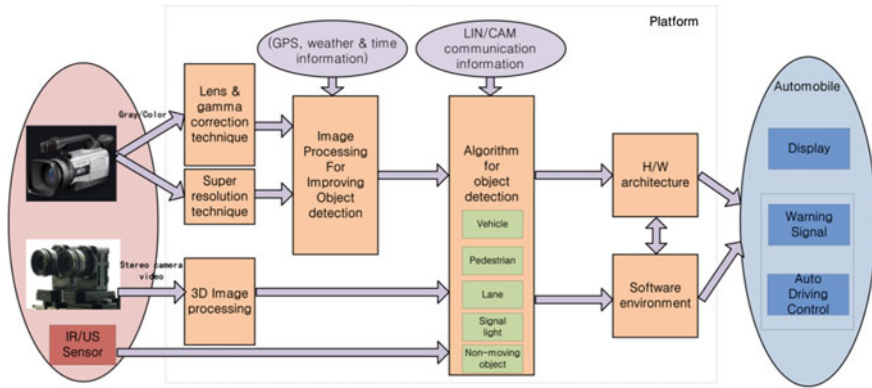 Platform
(GPS, weather & time
information)
LIN/CAM
communication
information
Automobile
Gray/Color
Lens &
gamma
correction
technique
Super
resolution
technique
Image
Processing
For
Improving
Object
detection
Algorithm
for
object
detection
Vehicle
Pedestrian
Lane
Signal
light
Non-moving
object
H/W
architecture
Software
environment
Display
Warning
Signal
Auto
Driving
Control
Stereo camera
video
3D Image
processing
IR/US
Sensor